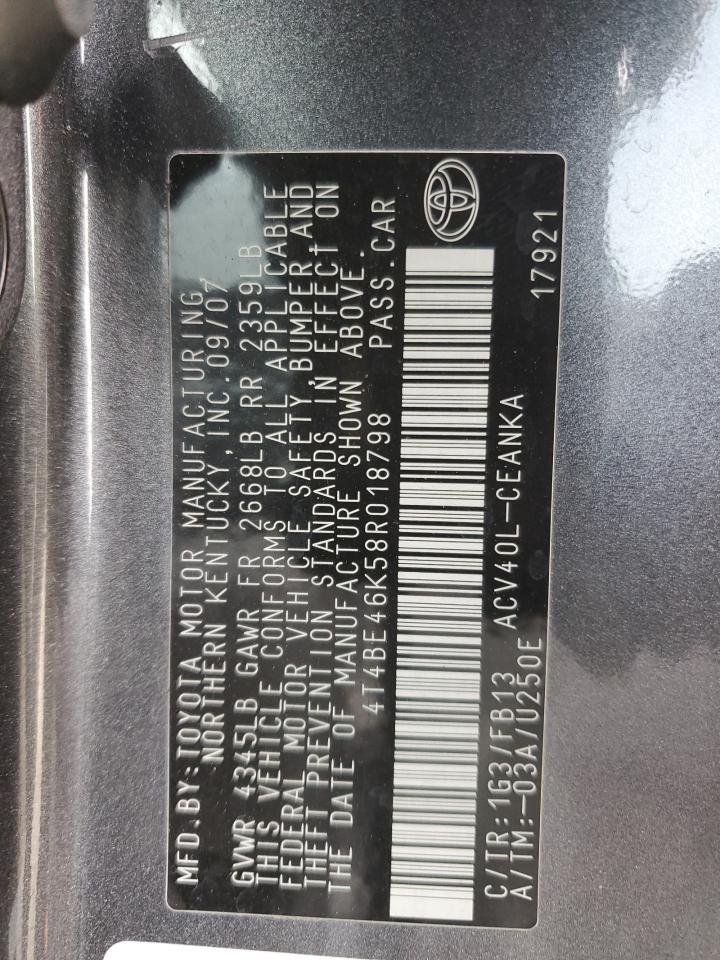 MFD.BY:TOYOTA MOTOR MANUFACTURING
NORTHERN KENTUCKY,INC.09/07
GVWR 4345LB GAWR FR 2668LB RR 2359LB
THIS VEHICLE CONFORMS TO ALL APPLICABLE
FEDERAL MOTOR VEHICLE SAFETY,BUMPER AND
THEFT PREVENTION STANDARDS IN EFFECT ON
THE DATE OF MANUFACTURE SHOWN ABOVE.
4T4BE46K58R018798 PASS.CAR
C/TR:1G3/FB13 ACV40L-CEANKA
A/TM:-03A/U250E 17921